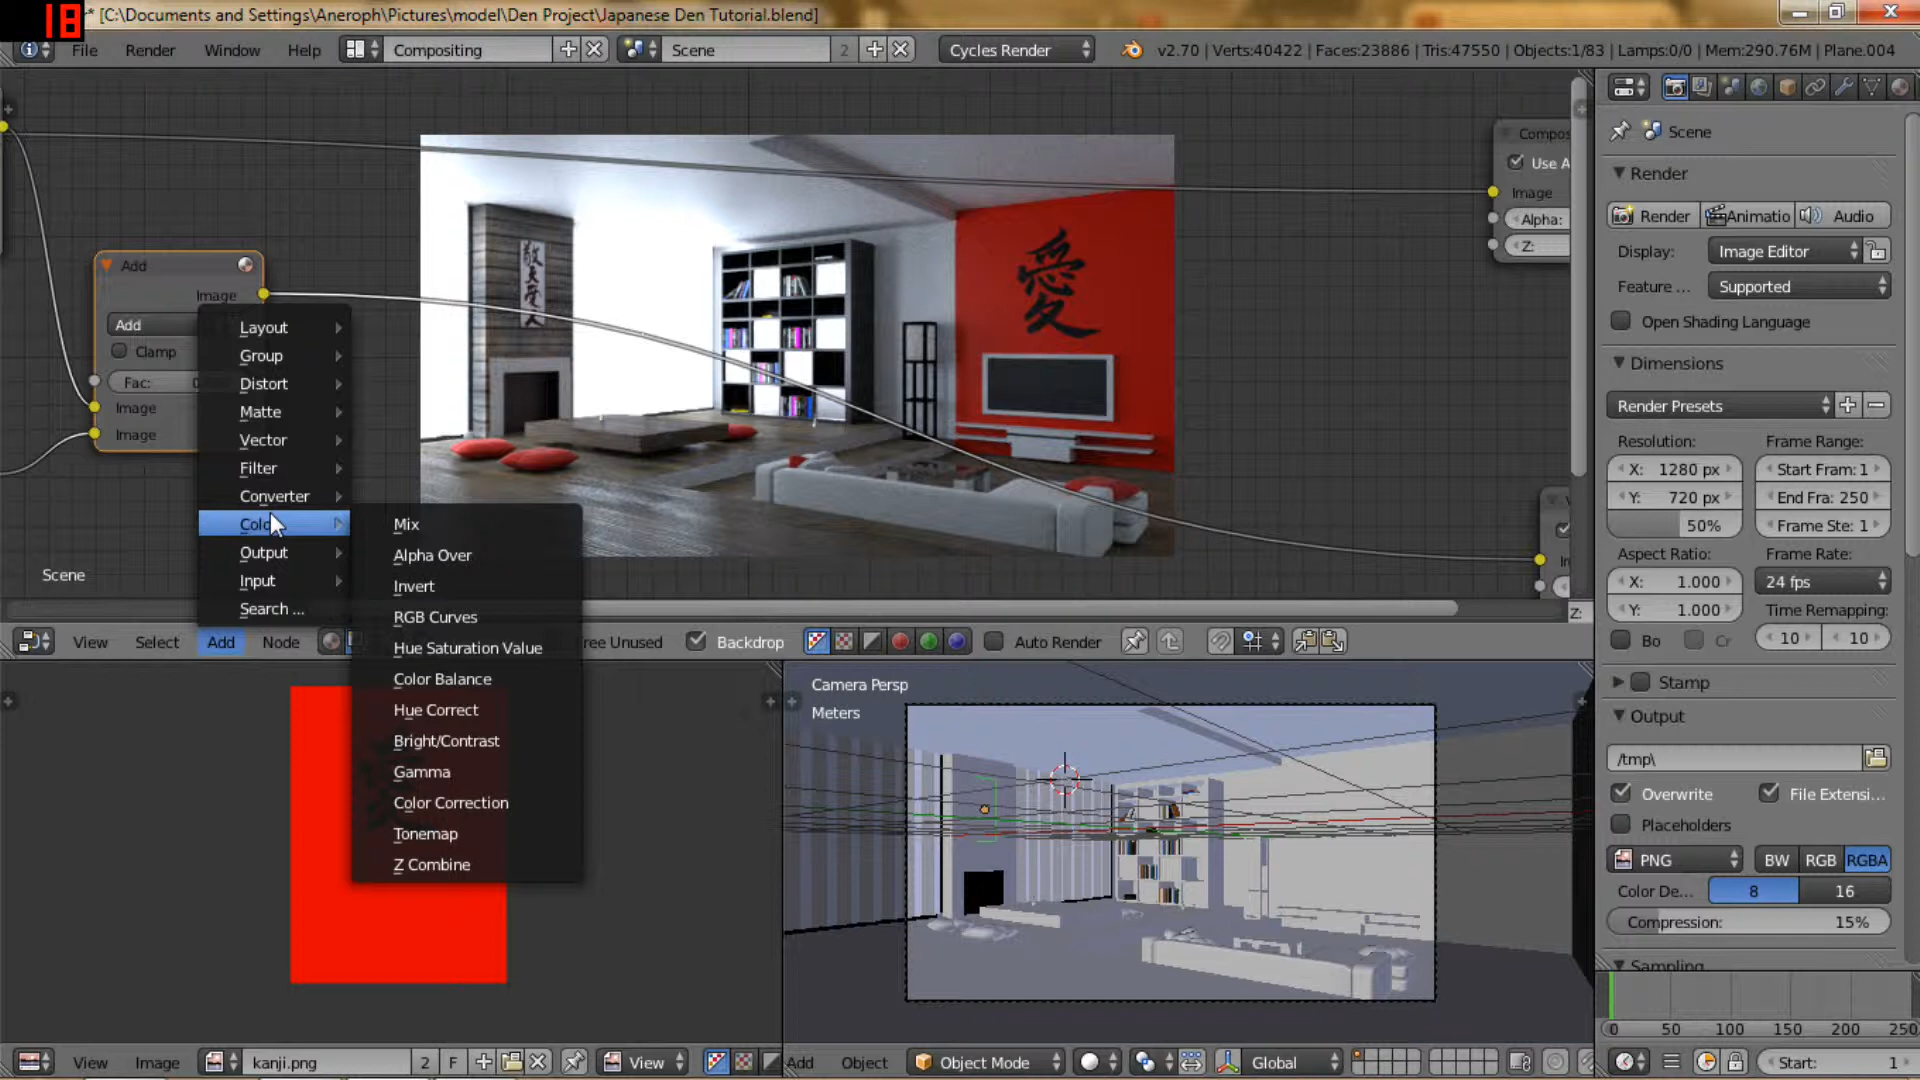 18
* [C:\Documents and Settings\Aneroph\Pictures\model\Den Project\Japanese Den Tutorial.blend]
File Render Window Help Compositing Scene 2 Cycles Render v2.70 | Verts:40422 | Faces:23886 | Tris:47550 | Objects:1/83 | Lamps:0/0 | Mem:290.76M | Plane.004
Add
Image
Add
Clamp
Fac:
Image
Image
Scene
Layout
Group
Distort
Matte
Vector
Filter
Converter
Output
Input
Search ...
Mix
Alpha Over
Invert
RGB Curves
Hue Saturation Value
Color Balance
Hue Correct
Bright/Contrast
Gamma
Color Correction
Tonemap
Z Combine
敬天愛人
愛
Compos
Use A
Image
Alpha:
Z:
Z:
View Select Add Node ree Unused Backdrop Auto Render
Camera Persp
Meters
View Image kanji.png 2 F View
Add Object Object Mode Global
Scene
Render
Render Animatio Audio
Display: Image Editor
Feature ... Supported
Open Shading Language
Dimensions
Render Presets
Resolution: Frame Range:
X: 1280 px Start Fram: 1
Y: 720 px End Fra: 250
50% Frame Ste: 1
Aspect Ratio: Frame Rate:
X: 1.000 24 fps
Y: 1.000 Time Remapping:
Bo Cr 10 10
Stamp
Output
/tmp\
Overwrite File Extensi...
Placeholders
PNG BW RGB RGBA
Color De... 8 16
Compression: 15%
Sampling
0 50 100 150 200 250
Start: 1